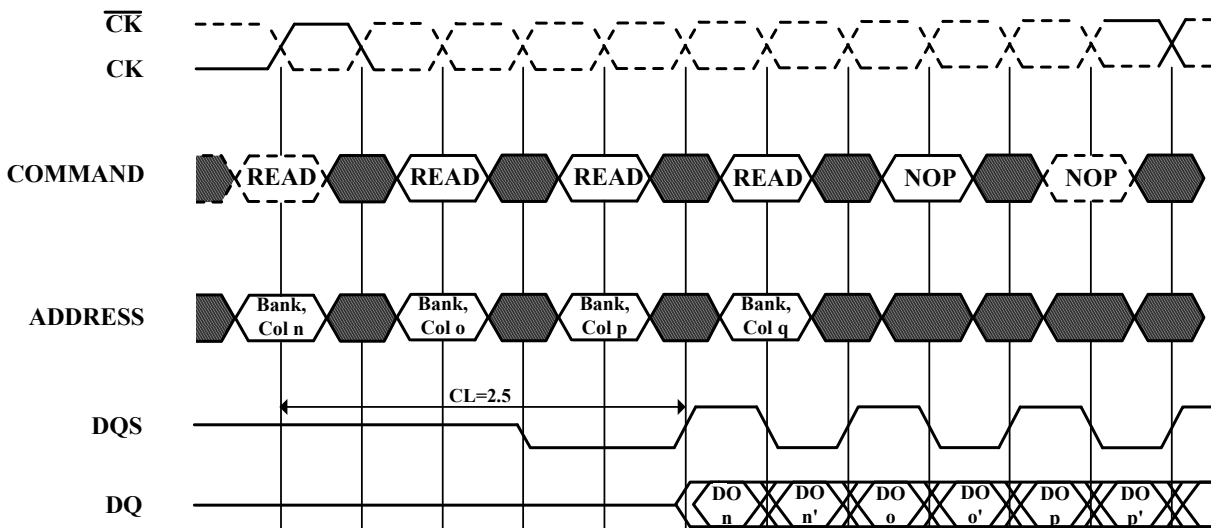 CK
CK
COMMAND
READ READ READ READ NOP NOP
ADDRESS
Bank, Bank, Bank, Bank,
Col n Col o Col p Col q
CL=2.5
DQS
DQ
DO DO DO DO DO DO
n n' o o' p p'